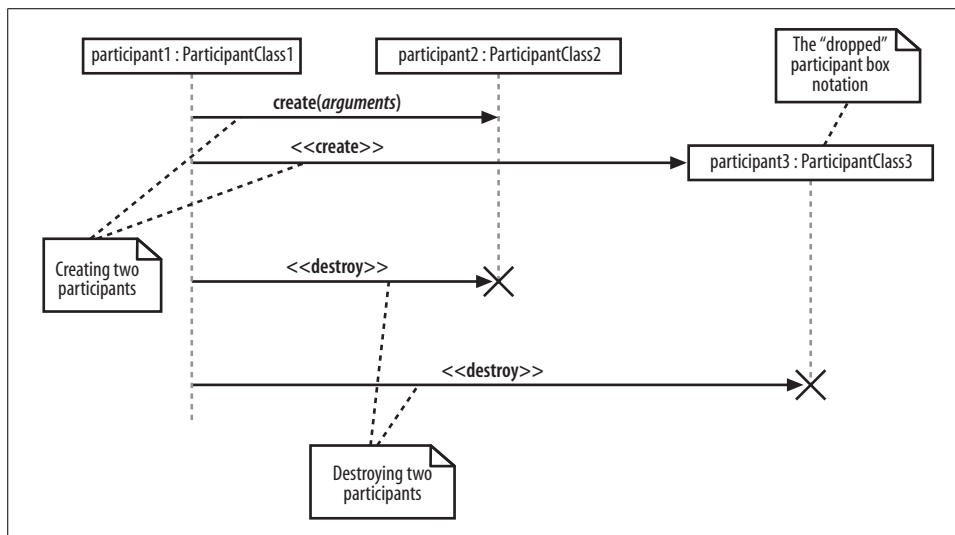 participant1 : ParticipantClass1
participant2 : ParticipantClass2
The “dropped”
participant box
notation
create(arguments)
<<create>>
participant3 : ParticipantClass3
Creating two
participants
<<destroy>>
<<destroy>>
Destroying two
participants